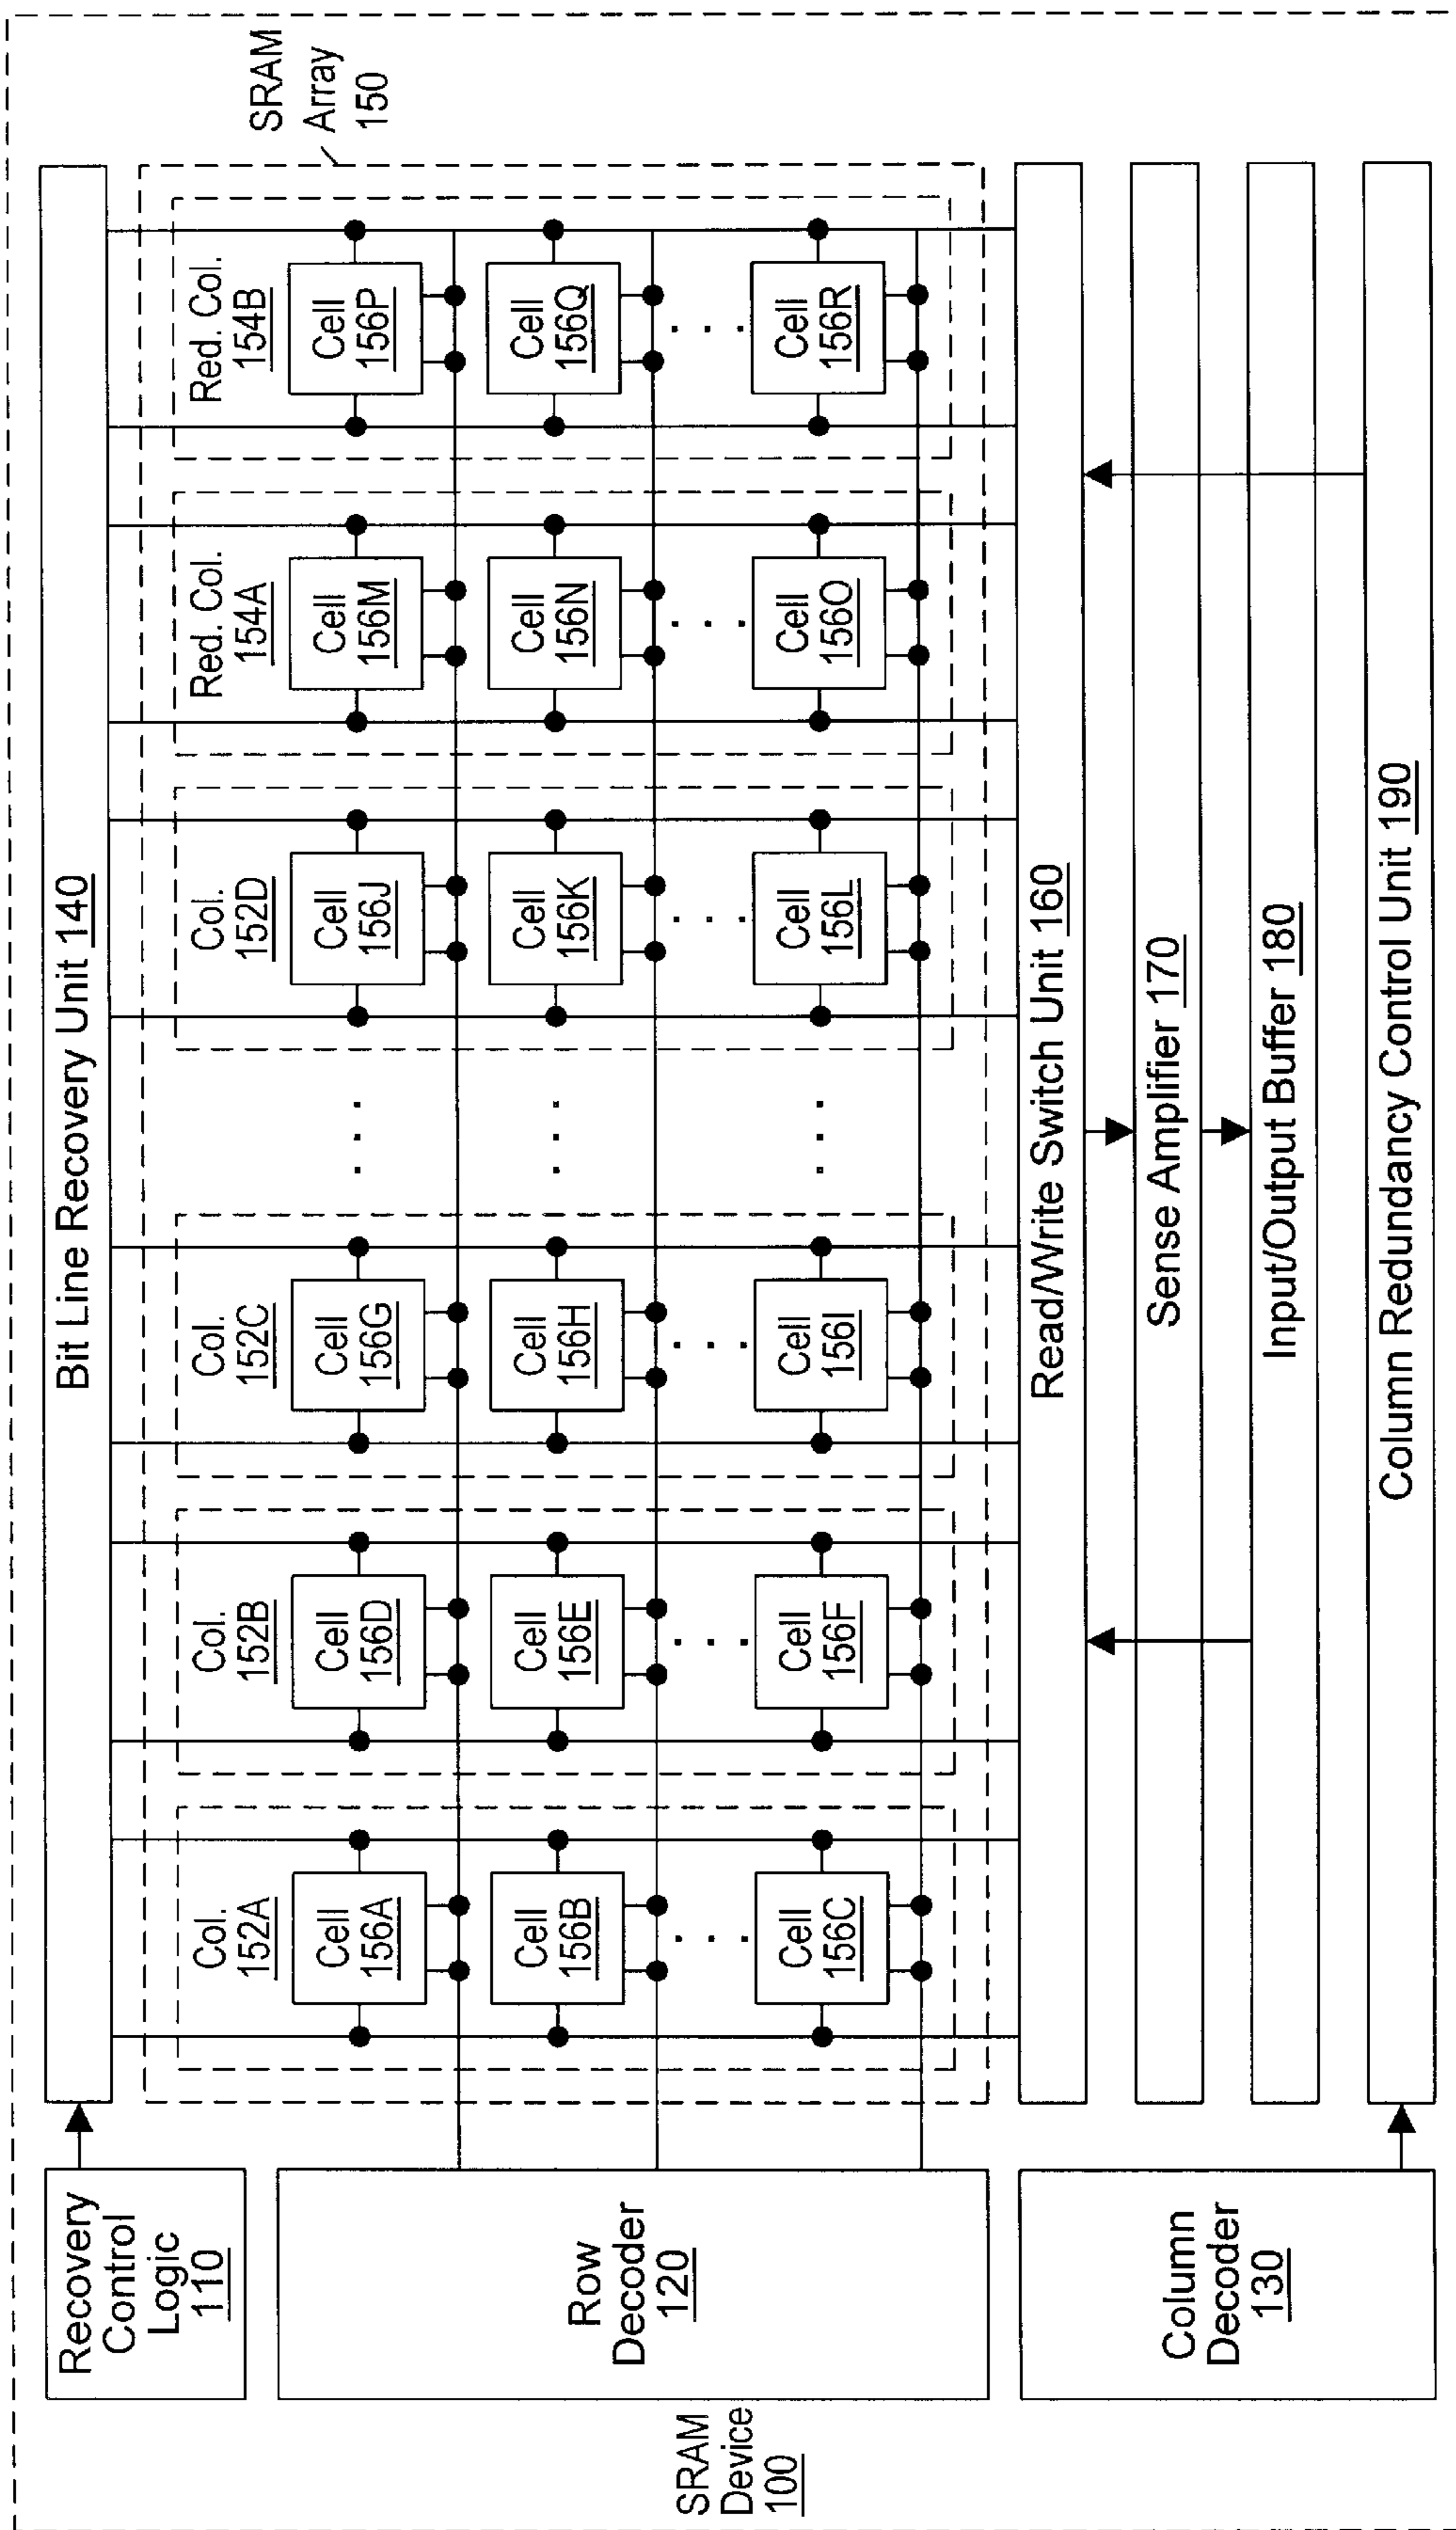 SRAM
Device
100
Recovery
Control
Logic
110
Bit Line Recovery Unit 140
SRAM
Array
150
Row
Decoder
120
Col.
152A
Cell
156A
Cell
156B
. . .
Cell
156C
Col.
152B
Cell
156D
Cell
156E
. . .
Cell
156F
Col.
152C
Cell
156G
Cell
156H
. . .
Cell
156I
. . .
. . .
. . .
Col.
152D
Cell
156J
Cell
156K
. . .
Cell
156L
Red. Col.
154A
Cell
156M
Cell
156N
. . .
Cell
156O
Red. Col.
154B
Cell
156P
Cell
156Q
. . .
Cell
156R
Column
Decoder
130
Read/Write Switch Unit 160
Sense Amplifier 170
Input/Output Buffer 180
Column Redundancy Control Unit 190